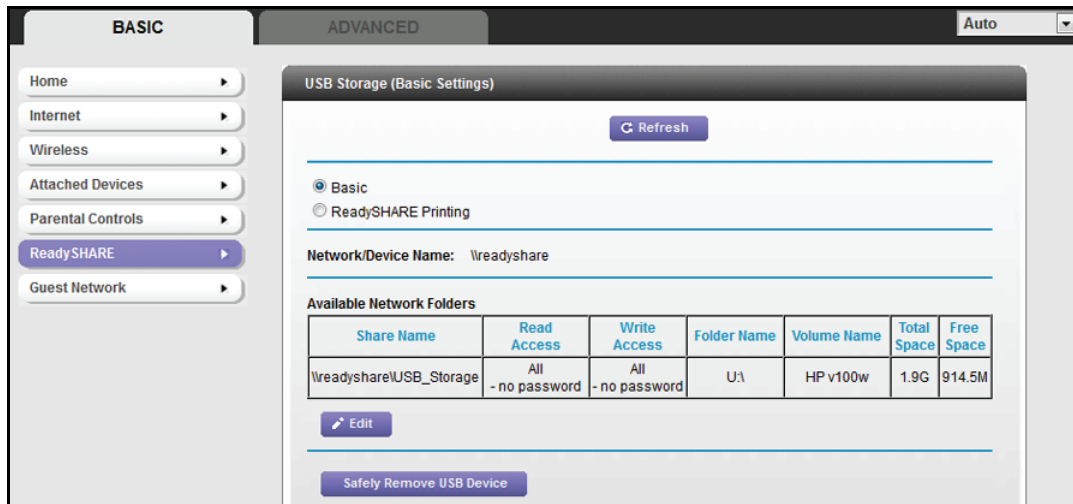 BASIC
ADVANCED
Auto
Home
Internet
Wireless
Attached Devices
Parental Controls
ReadySHARE
Guest Network
USB Storage (Basic Settings)
Refresh
Basic
ReadySHARE Printing
Network/Device Name: \\readyshare
Available Network Folders
Share Name Read Access Write Access Folder Name Volume Name Total Space Free Space
\\readyshare\USB_Storage All - no password All - no password U:\ HP v100w 1.9G 914.5M
Edit
Safely Remove USB Device